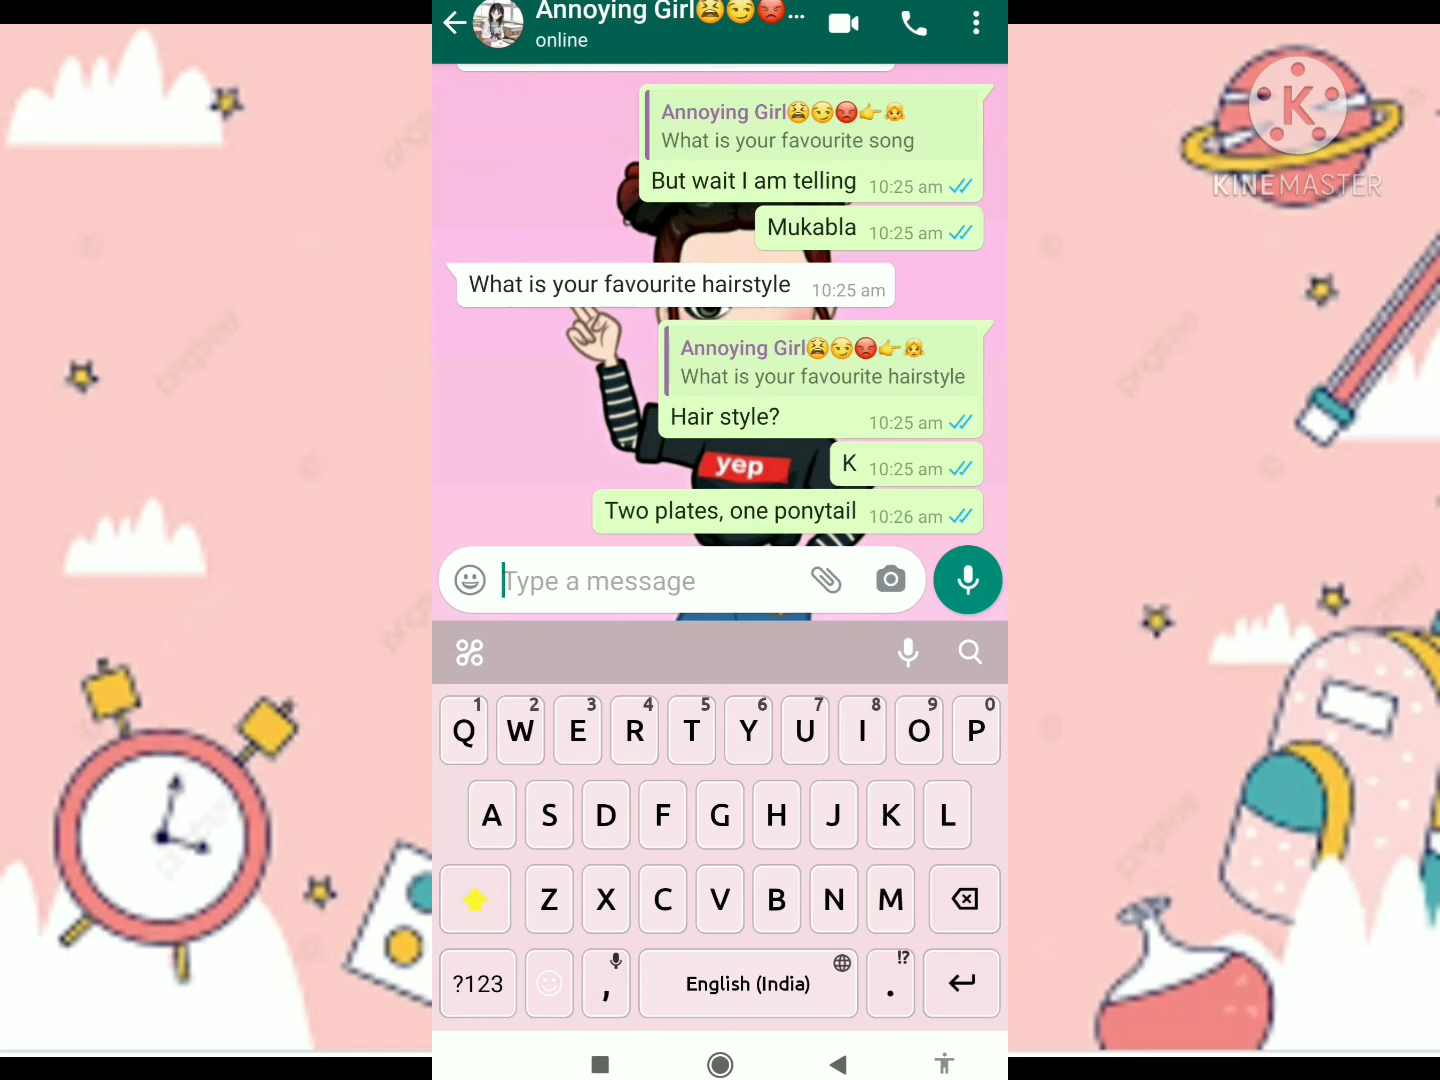 Annoying Girl😫😏😡...
online
Annoying Girl😫😏😡👉👧
What is your favourite song
But wait I am telling 10:25 am
Mukabla 10:25 am
What is your favourite hairstyle 10:25 am
Annoying Girl😫😏😡👉👧
What is your favourite hairstyle
Hair style? 10:25 am
K 10:25 am
yep
Two plates, one ponytail 10:26 am
Type a message
1 2 3 4 5 6 7 8 9 0
Q W E R T Y U I O P
A S D F G H J K L
Z X C V B N M
!?
?123 , English (India) .
K
KINEMASTER
pngtree